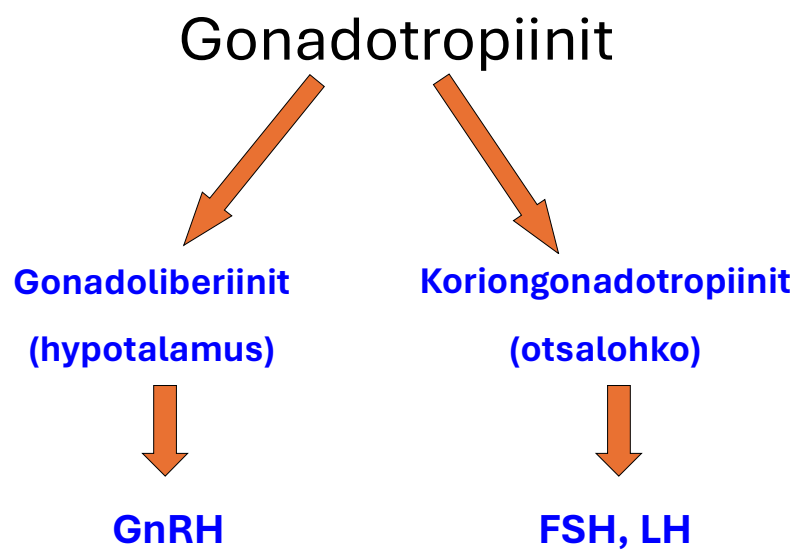 Gonadotropiinit
Gonadoliberiinit
(hypotalamus)
GnRH
Koriongonadotropiinit
(otsalohko)
FSH, LH